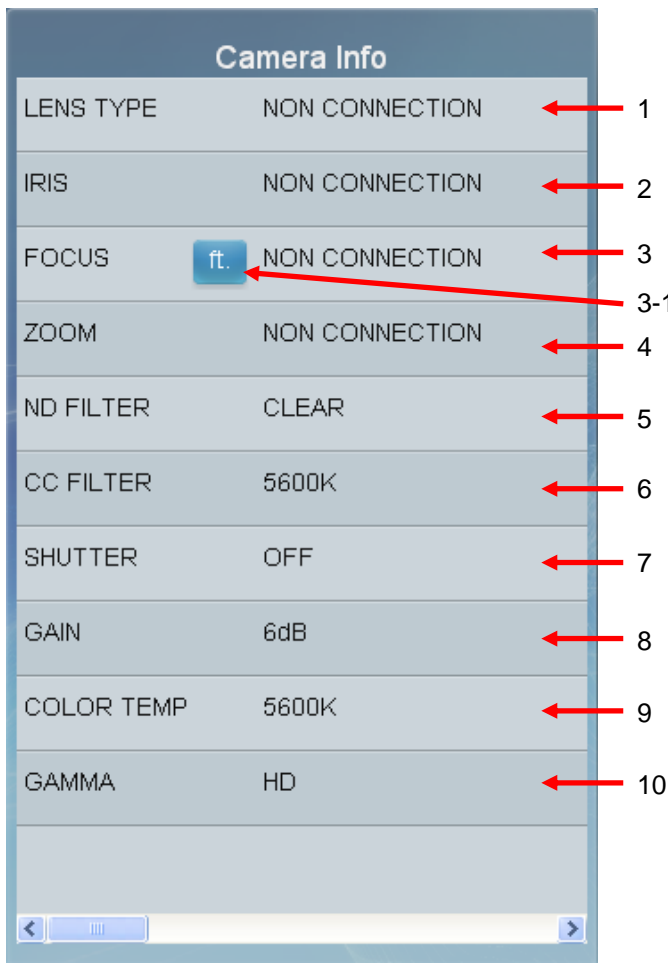 Camera Info
LENS TYPE NON CONNECTION 1
IRIS NON CONNECTION 2
FOCUS ft. NON CONNECTION 3
3-1
ZOOM NON CONNECTION 4
ND FILTER CLEAR 5
CC FILTER 5600K 6
SHUTTER OFF 7
GAIN 6dB 8
COLOR TEMP 5600K 9
GAMMA HD 10